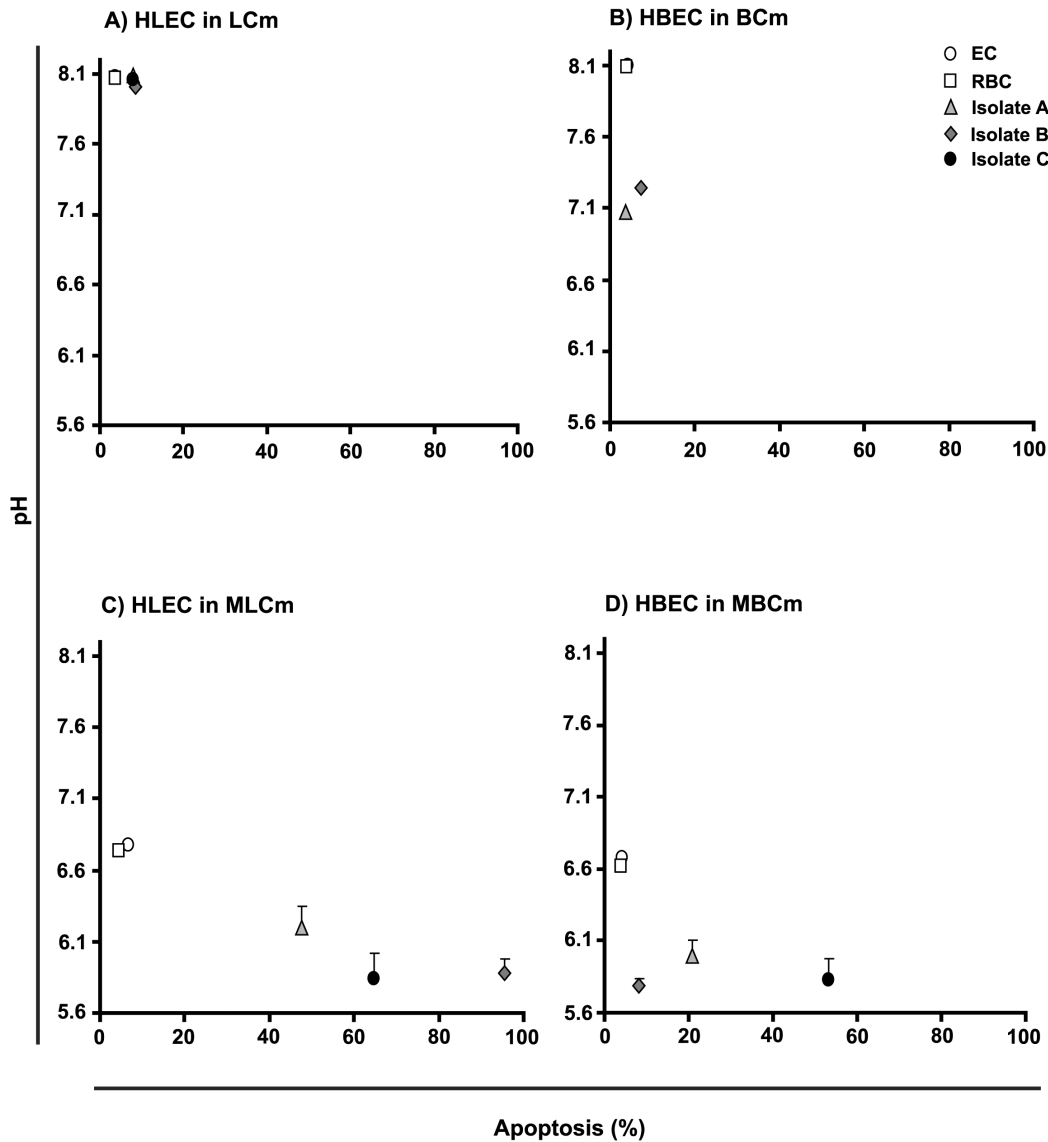 A) HLEC in LCm
8.1
7.6
7.1
6.6
6.1
5.6
0 20 40 60 80 100
B) HBEC in BCm
8.1
7.6
7.1
6.6
6.1
5.6
0 20 40 60 80 100
EC
RBC
Isolate A
Isolate B
Isolate C
pH
C) HLEC in MLCm
8.1
7.6
7.1
6.6
6.1
5.6
0 20 40 60 80 100
D) HBEC in MBCm
8.1
7.6
7.1
6.6
6.1
5.6
0 20 40 60 80 100
Apoptosis (%)